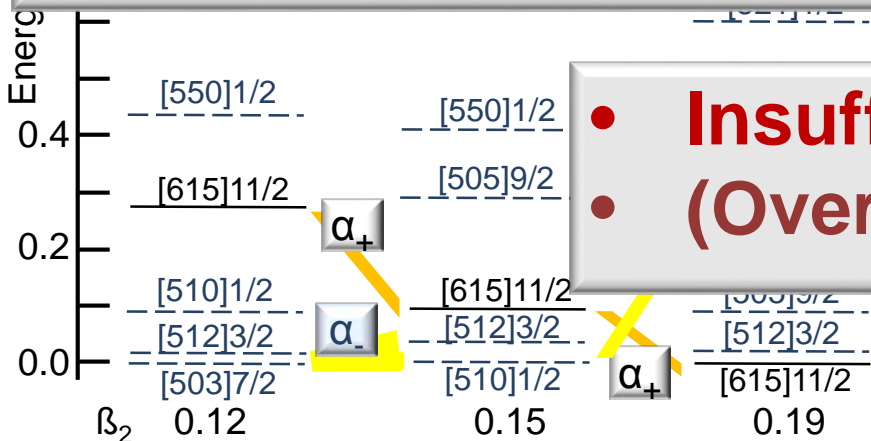 Energ
0.4
0.2
0.0
[550]1/2
[615]11/2
[510]1/2
[512]3/2
[503]7/2
α+
α-
[550]1/2
[505]9/2
[615]11/2
[512]3/2
[510]1/2
α+
• Insuff
• (Over
[512]3/2
[615]11/2
ß2 0.12 0.15 0.19